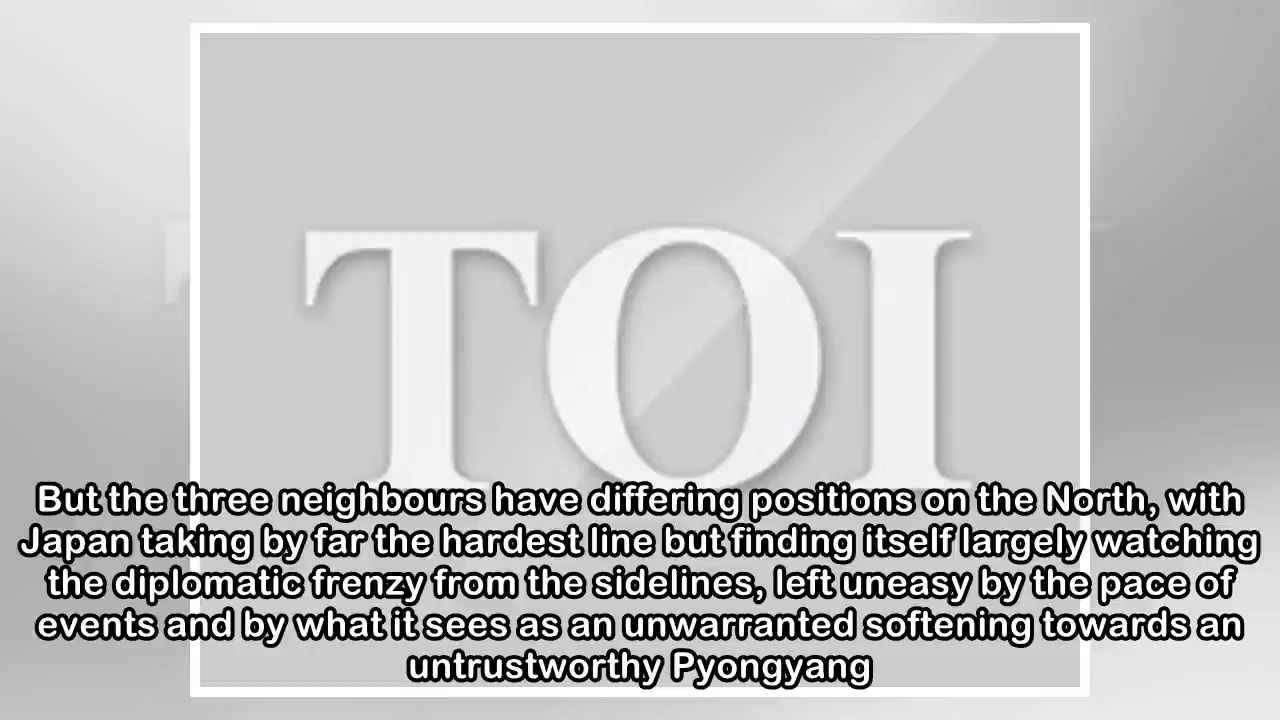 TOI
But the three neighbours have differing positions on the North, with
Japan taking by far the hardest line but finding itself largely watching
the diplomatic frenzy from the sidelines, left uneasy by the pace of
events and by what it sees as an unwarranted softening towards an
untrustworthy Pyongyang